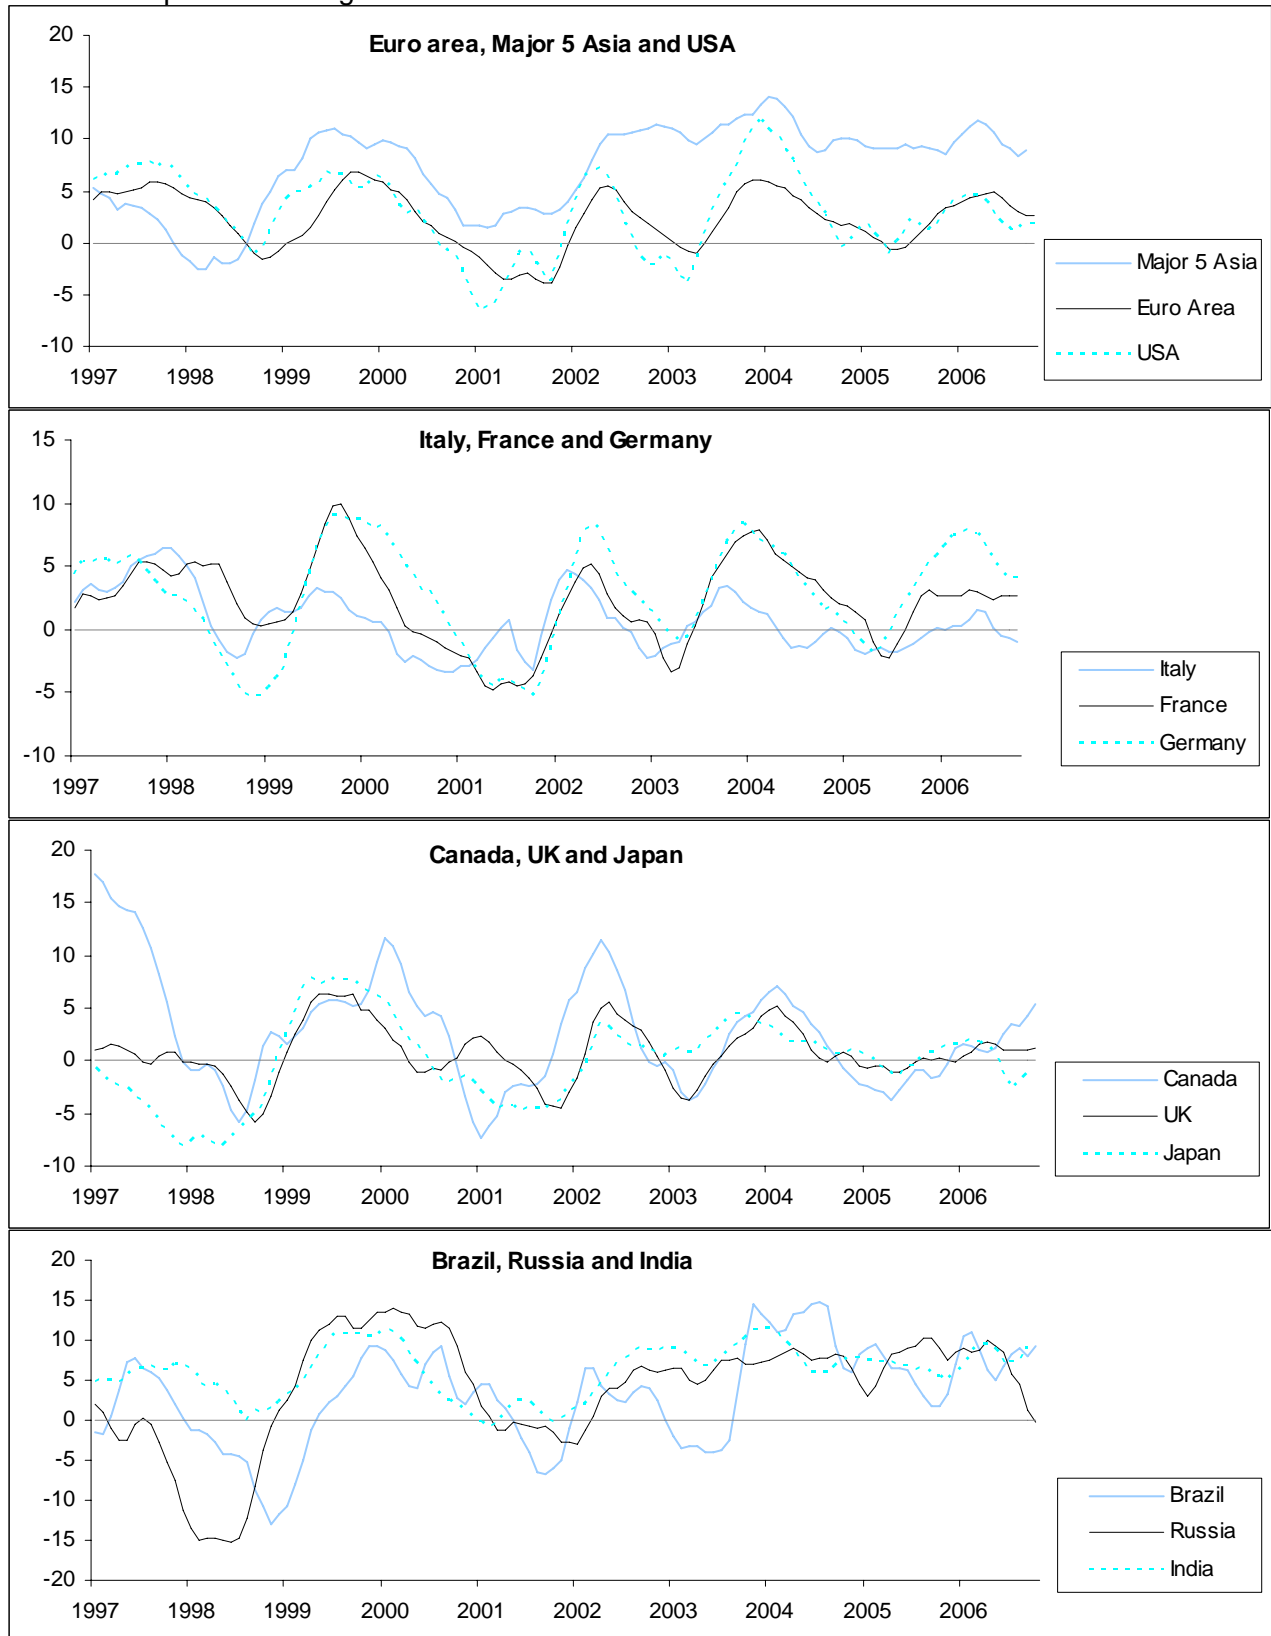 Euro area, Major 5 Asia and USA
20
15
10
5
0
-5
-10
1997 1998 1999 2000 2001 2002 2003 2004 2005 2006
Major 5 Asia
Euro Area
USA
Italy, France and Germany
15
10
5
0
-5
-10
1997 1998 1999 2000 2001 2002 2003 2004 2005 2006
Italy
France
Germany
Canada, UK and Japan
20
15
10
5
0
-5
-10
1997 1998 1999 2000 2001 2002 2003 2004 2005 2006
Canada
UK
Japan
Brazil, Russia and India
20
15
10
5
0
-5
-10
-15
-20
1997 1998 1999 2000 2001 2002 2003 2004 2005 2006
Brazil
Russia
India